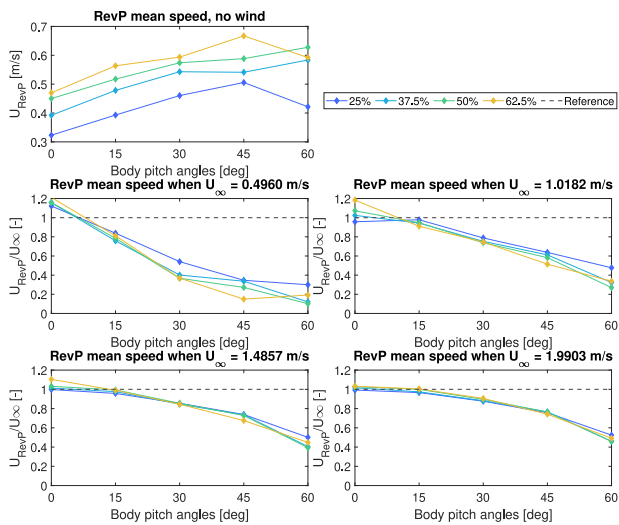 RevP mean speed, no wind
0.7
0.6
0.5
0.4
0.3
U_RevP [m/s]
0 15 30 45 60
Body pitch angles [deg]
25% 37.5% 50% 62.5% Reference
RevP mean speed when U_∞ = 0.4960 m/s
1.2
1
0.8
0.6
0.4
0.2
0
U_RevP/U∞ [-]
0 15 30 45 60
Body pitch angles [deg]
RevP mean speed when U_∞ = 1.0182 m/s
1.2
1
0.8
0.6
0.4
0.2
0
U_RevP/U∞ [-]
0 15 30 45 60
Body pitch angles [deg]
RevP mean speed when U_∞ = 1.4857 m/s
1.2
1
0.8
0.6
0.4
0.2
0
U_RevP/U∞ [-]
0 15 30 45 60
Body pitch angles [deg]
RevP mean speed when U_∞ = 1.9903 m/s
1.2
1
0.8
0.6
0.4
0.2
0
U_RevP/U∞ [-]
0 15 30 45 60
Body pitch angles [deg]